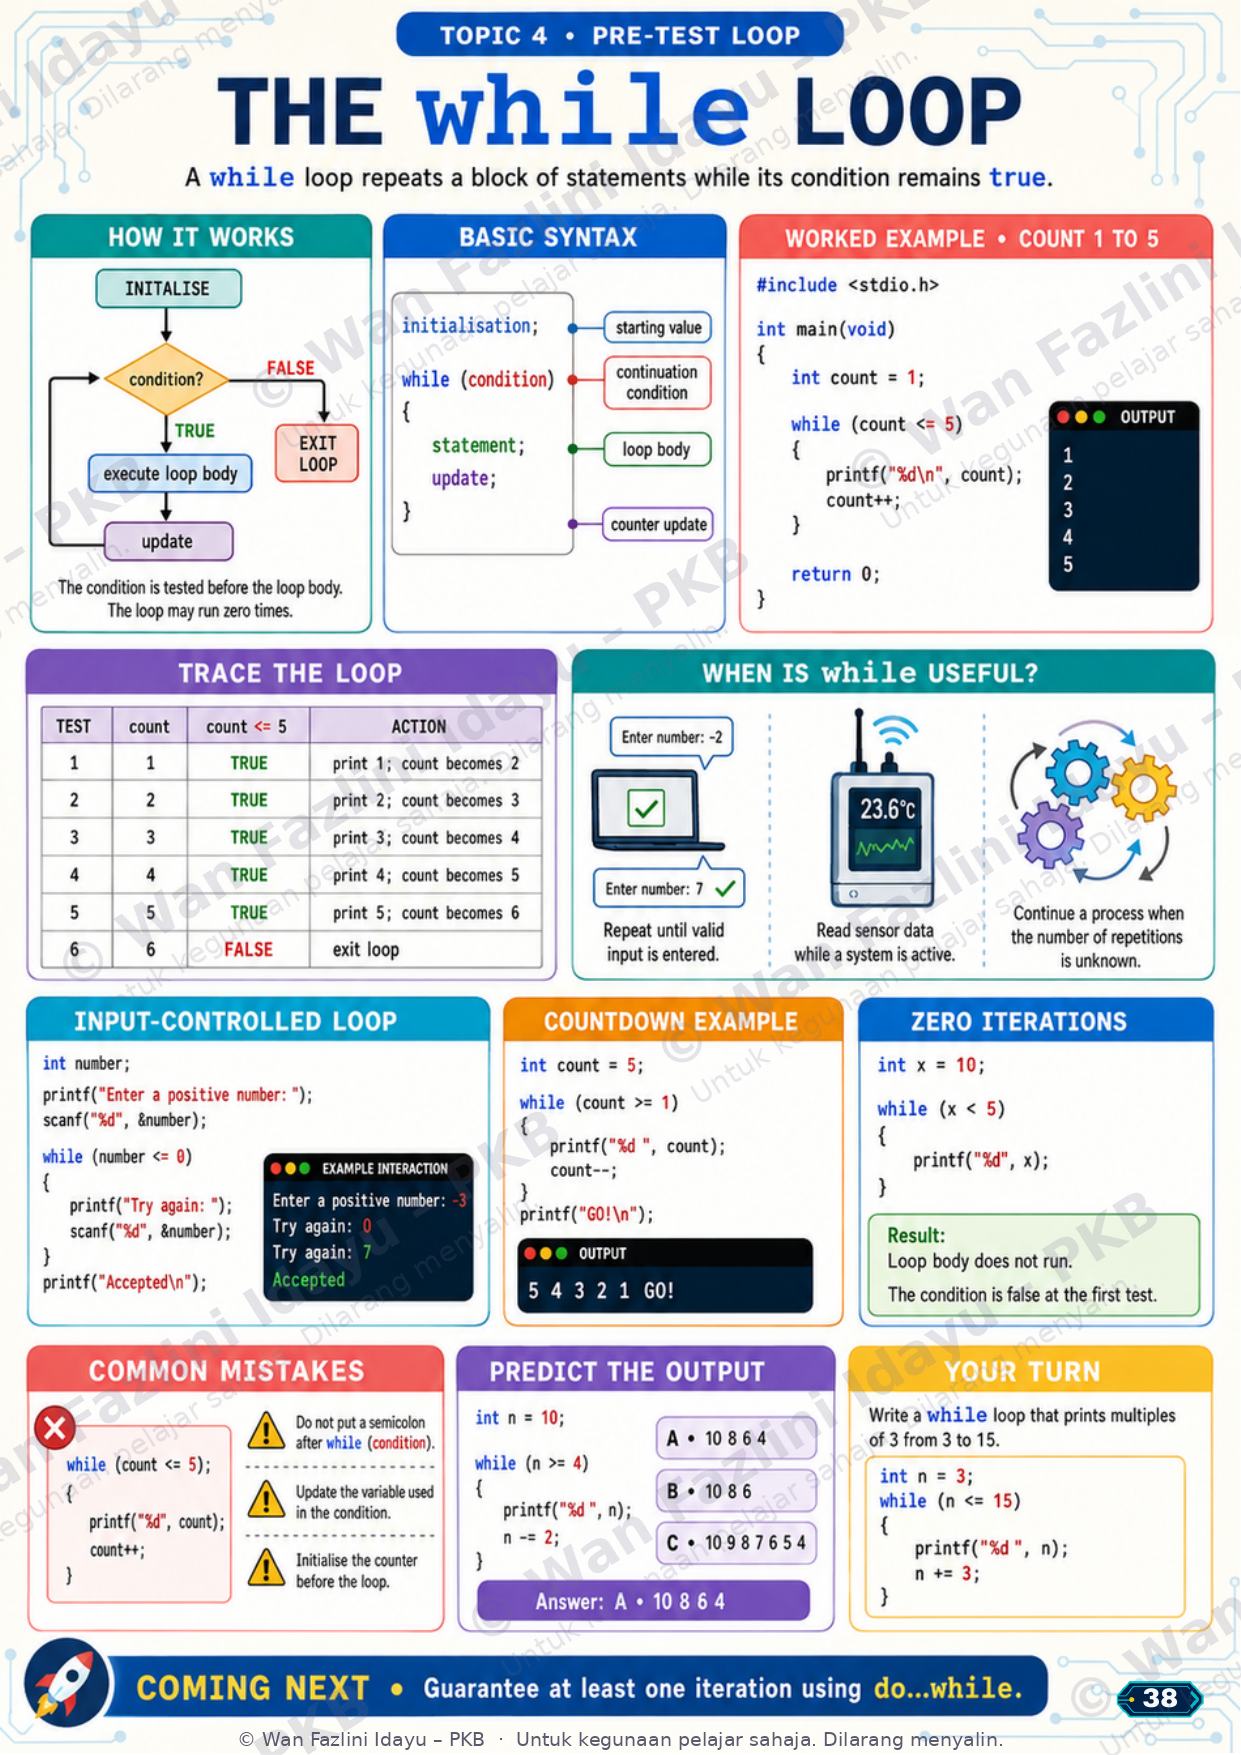 TOPIC 4 • PRE-TEST LOOP
THE while LOOP
A while loop repeats a block of statements while its condition remains true.
HOW IT WORKS
INITALISE
condition?
FALSE
TRUE
EXIT
LOOP
execute loop body
update
The condition is tested before the loop body.
The loop may run zero times.
BASIC SYNTAX
initialisation;
while (condition)
{
statement;
update;
}
starting value
continuation
condition
loop body
counter update
WORKED EXAMPLE • COUNT 1 TO 5
#include <stdio.h>
int main(void)
{
int count = 1;
while (count <= 5)
{
printf("%d\n", count);
count++;
}
return 0;
}
OUTPUT
1
2
3
4
5
TRACE THE LOOP
TEST count count <= 5 ACTION
1 1 TRUE print 1; count becomes 2
2 2 TRUE print 2; count becomes 3
3 3 TRUE print 3; count becomes 4
4 4 TRUE print 4; count becomes 5
5 5 TRUE print 5; count becomes 6
6 6 FALSE exit loop
WHEN IS while USEFUL?
Enter number: -2
Enter number: 7
Repeat until valid
input is entered.
23.6°C
Read sensor data
while a system is active.
Continue a process when
the number of repetitions
is unknown.
INPUT-CONTROLLED LOOP
int number;
printf("Enter a positive number: ");
scanf("%d", &number);
while (number <= 0)
{
printf("Try again: ");
scanf("%d", &number);
}
printf("Accepted\n");
EXAMPLE INTERACTION
Enter a positive number: -3
Try again: 0
Try again: 7
Accepted
COUNTDOWN EXAMPLE
int count = 5;
while (count >= 1)
{
printf("%d ", count);
count--;
}
printf("GO!\n");
OUTPUT
5 4 3 2 1 GO!
ZERO ITERATIONS
int x = 10;
while (x < 5)
{
printf("%d", x);
}
Result:
Loop body does not run.
The condition is false at the first test.
COMMON MISTAKES
while (count <= 5);
{
printf("%d", count);
count++;
}
Do not put a semicolon
after while (condition).
Update the variable used
in the condition.
Initialise the counter
before the loop.
PREDICT THE OUTPUT
int n = 10;
while (n >= 4)
{
printf("%d ", n);
n -= 2;
}
A • 10 8 6 4
B • 10 8 6
C • 10 9 8 7 6 5 4
Answer: A • 10 8 6 4
YOUR TURN
Write a while loop that prints multiples
of 3 from 3 to 15.
int n = 3;
while (n <= 15)
{
printf("%d ", n);
n += 3;
}
COMING NEXT • Guarantee at least one iteration using do...while.
38
© Wan Fazlini Idayu – PKB · Untuk kegunaan pelajar sahaja. Dilarang menyalin.